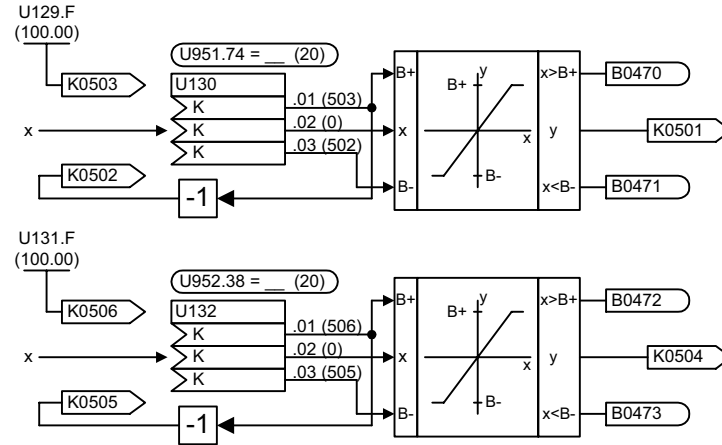 U129.F
(100.00)
K0503
U951.74 = __ (20)
U130
K
.01 (503)
x
K
.02 (0)
K
.03 (502)
K0502
-1
B+
x
B-
B+
y
x
B-
x>B+
y
x<B-
B0470
K0501
B0471
U131.F
(100.00)
K0506
U952.38 = __ (20)
U132
K
.01 (506)
x
K
.02 (0)
K
.03 (505)
K0505
-1
B+
x
B-
B+
y
x
B-
x>B+
y
x<B-
B0472
K0504
B0473